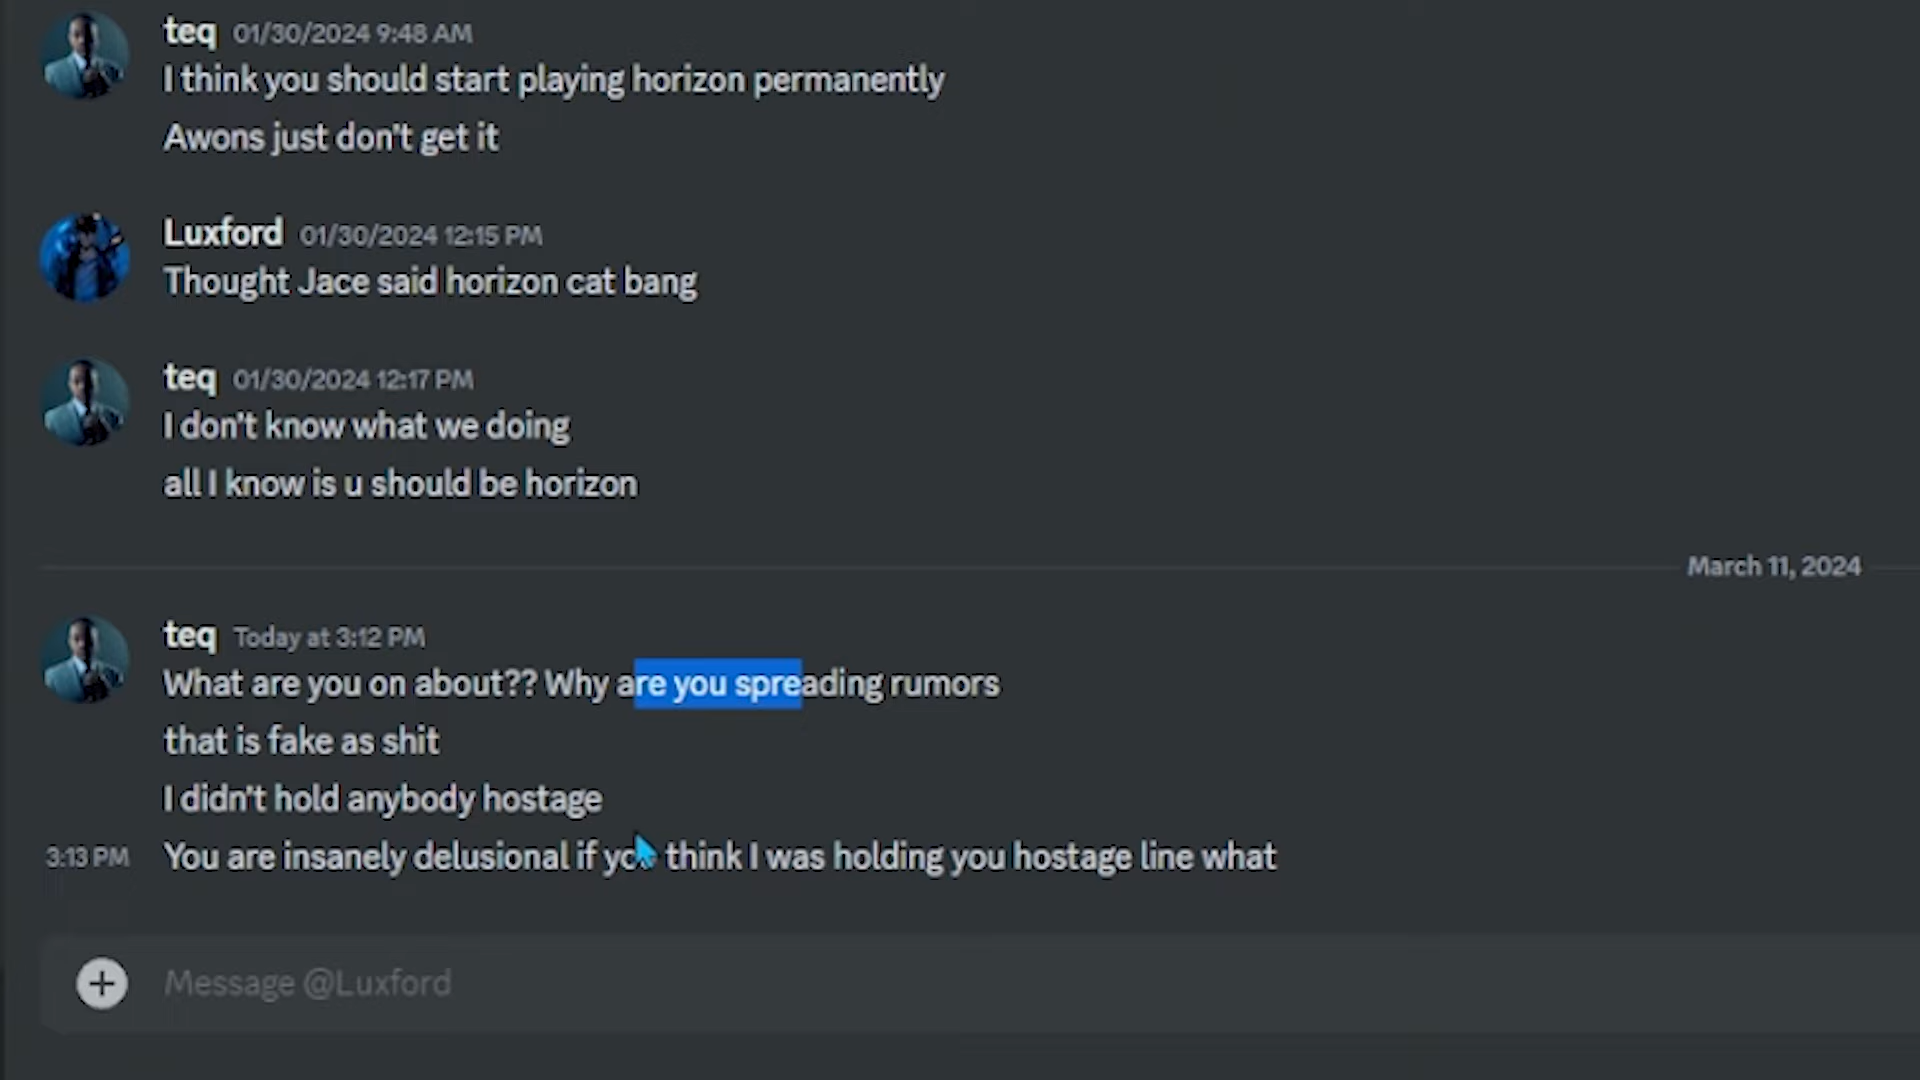 teq 01/30/2024 9:48 AM
I think you should start playing horizon permanently
Awons just don't get it
Luxford 01/30/2024 12:15 PM
Thought Jace said horizon cat bang
teq 01/30/2024 12:17 PM
I don't know what we doing
all I know is u should be horizon
March 11, 2024
teq Today at 3:12 PM
What are you on about?? Why are you spreading rumors
that is fake as shit
I didn't hold anybody hostage
3:13 PM You are insanely delusional if you think I was holding you hostage line what
Message @Luxford